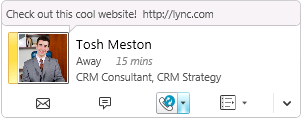 Check out this cool website!  http://lync.com
Tosh Meston
Away 15 mins
CRM Consultant, CRM Strategy